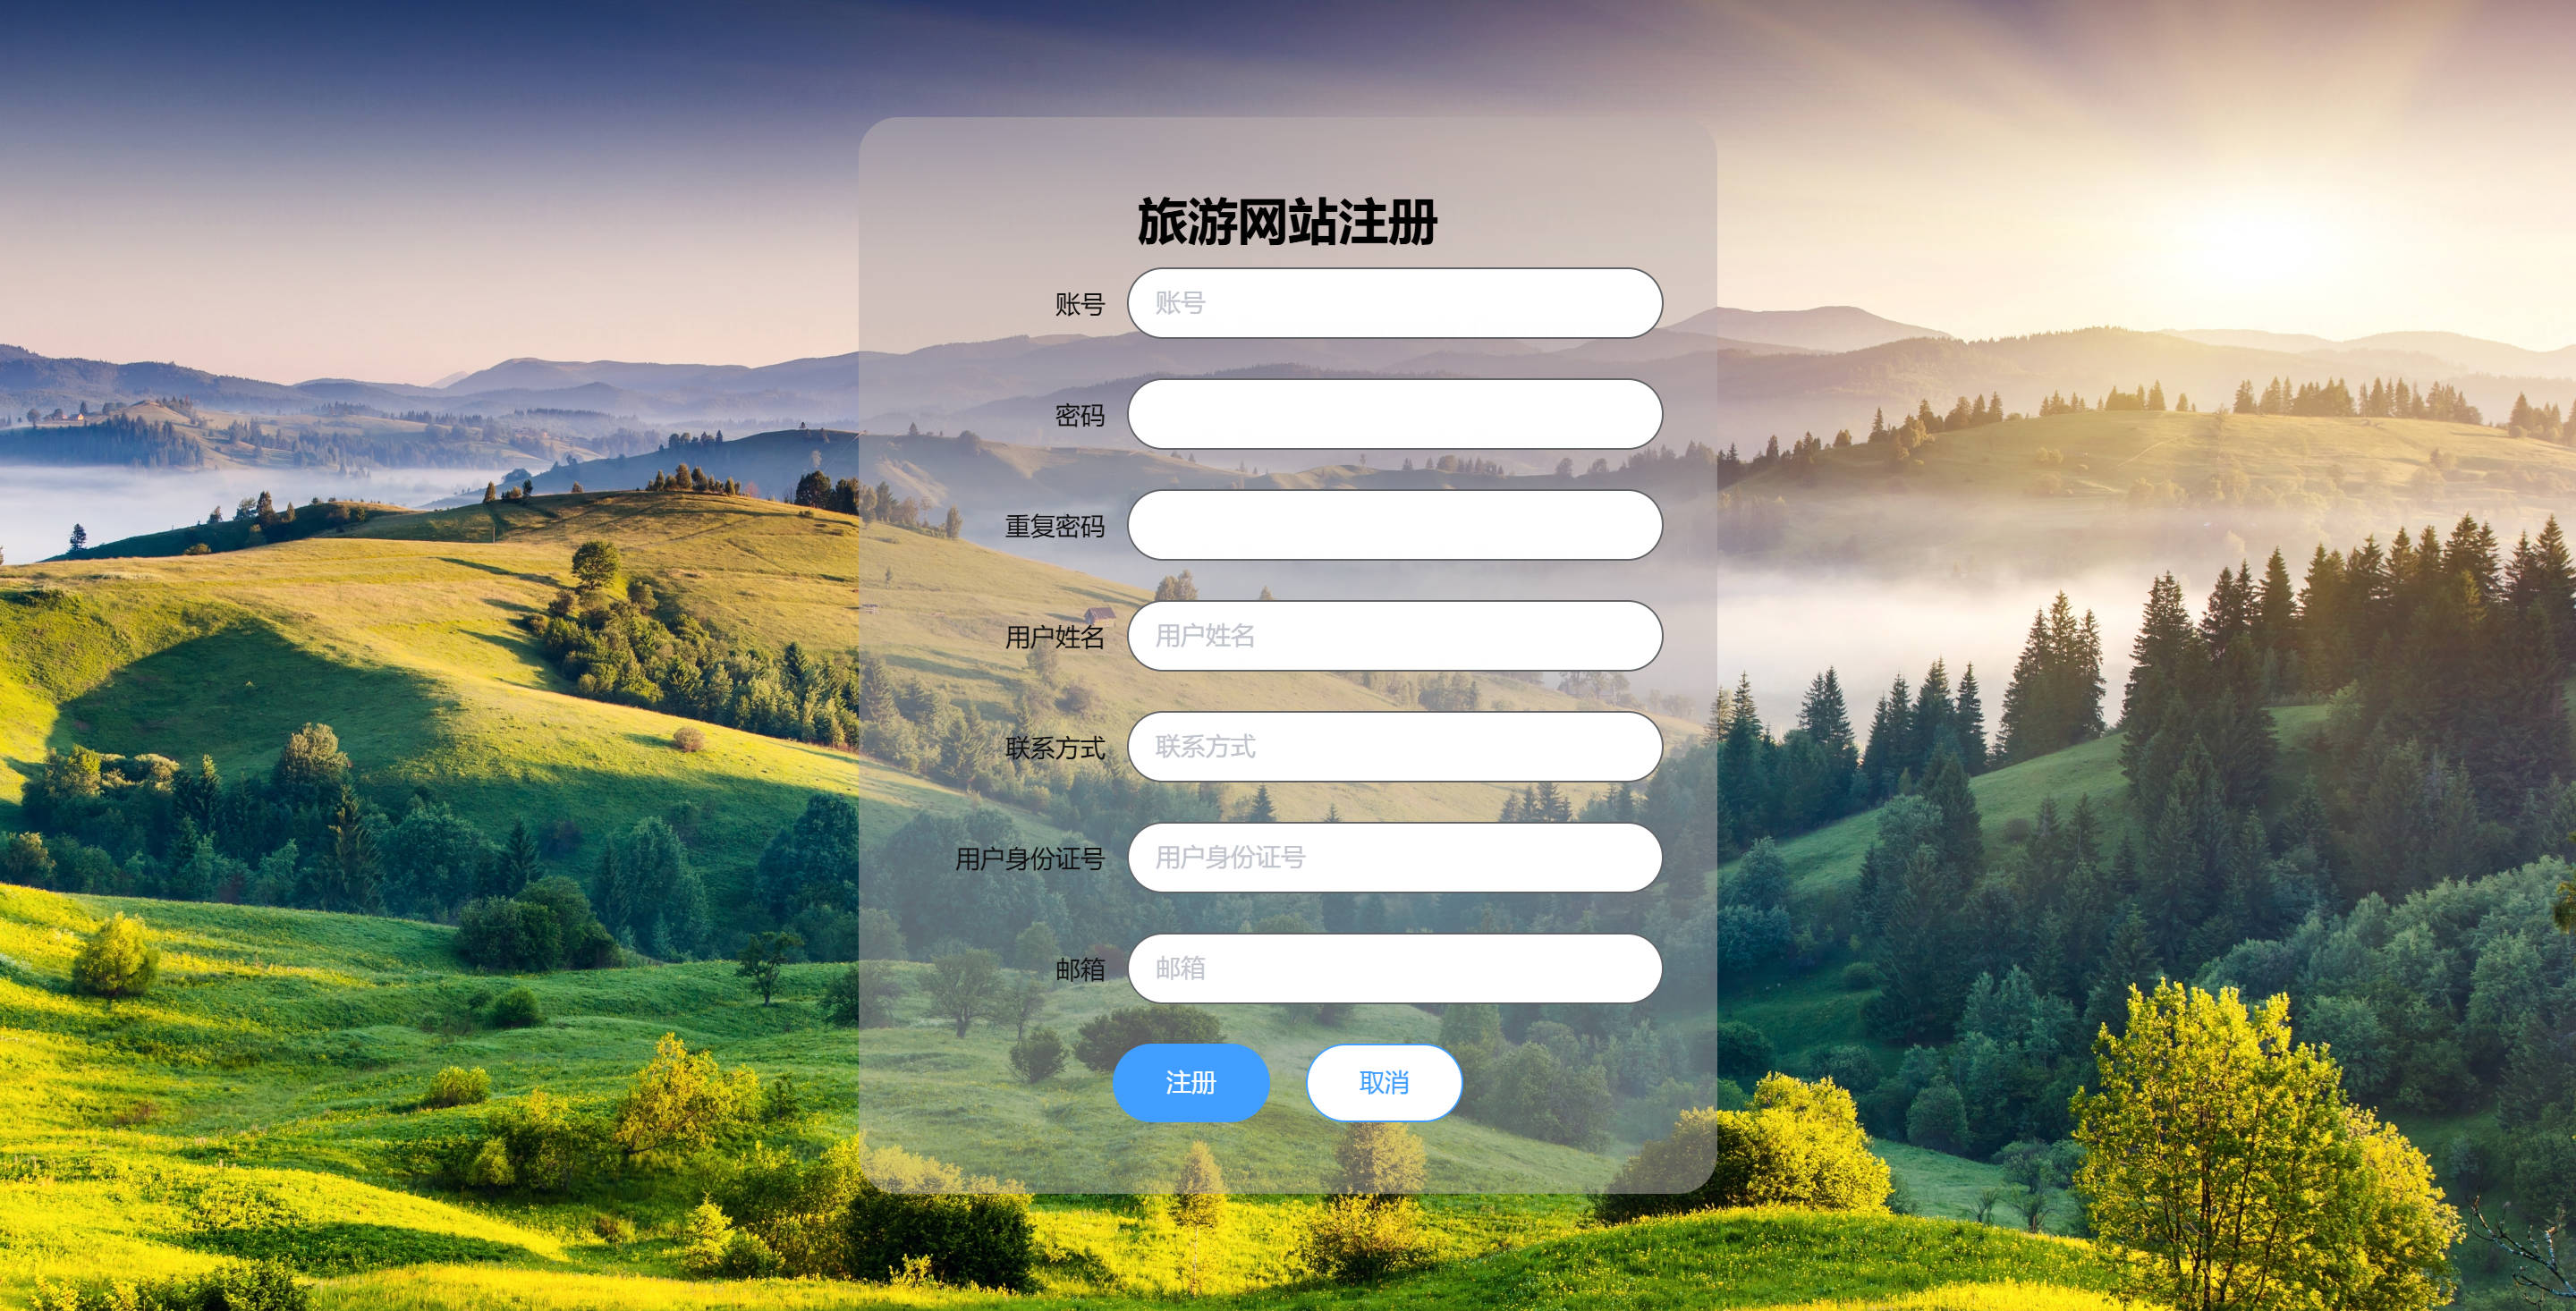 旅游网站注册
账号 账号
密码
重复密码
用户姓名 用户姓名
联系方式 联系方式
用户身份证号 用户身份证号
邮箱 邮箱
注册 取消